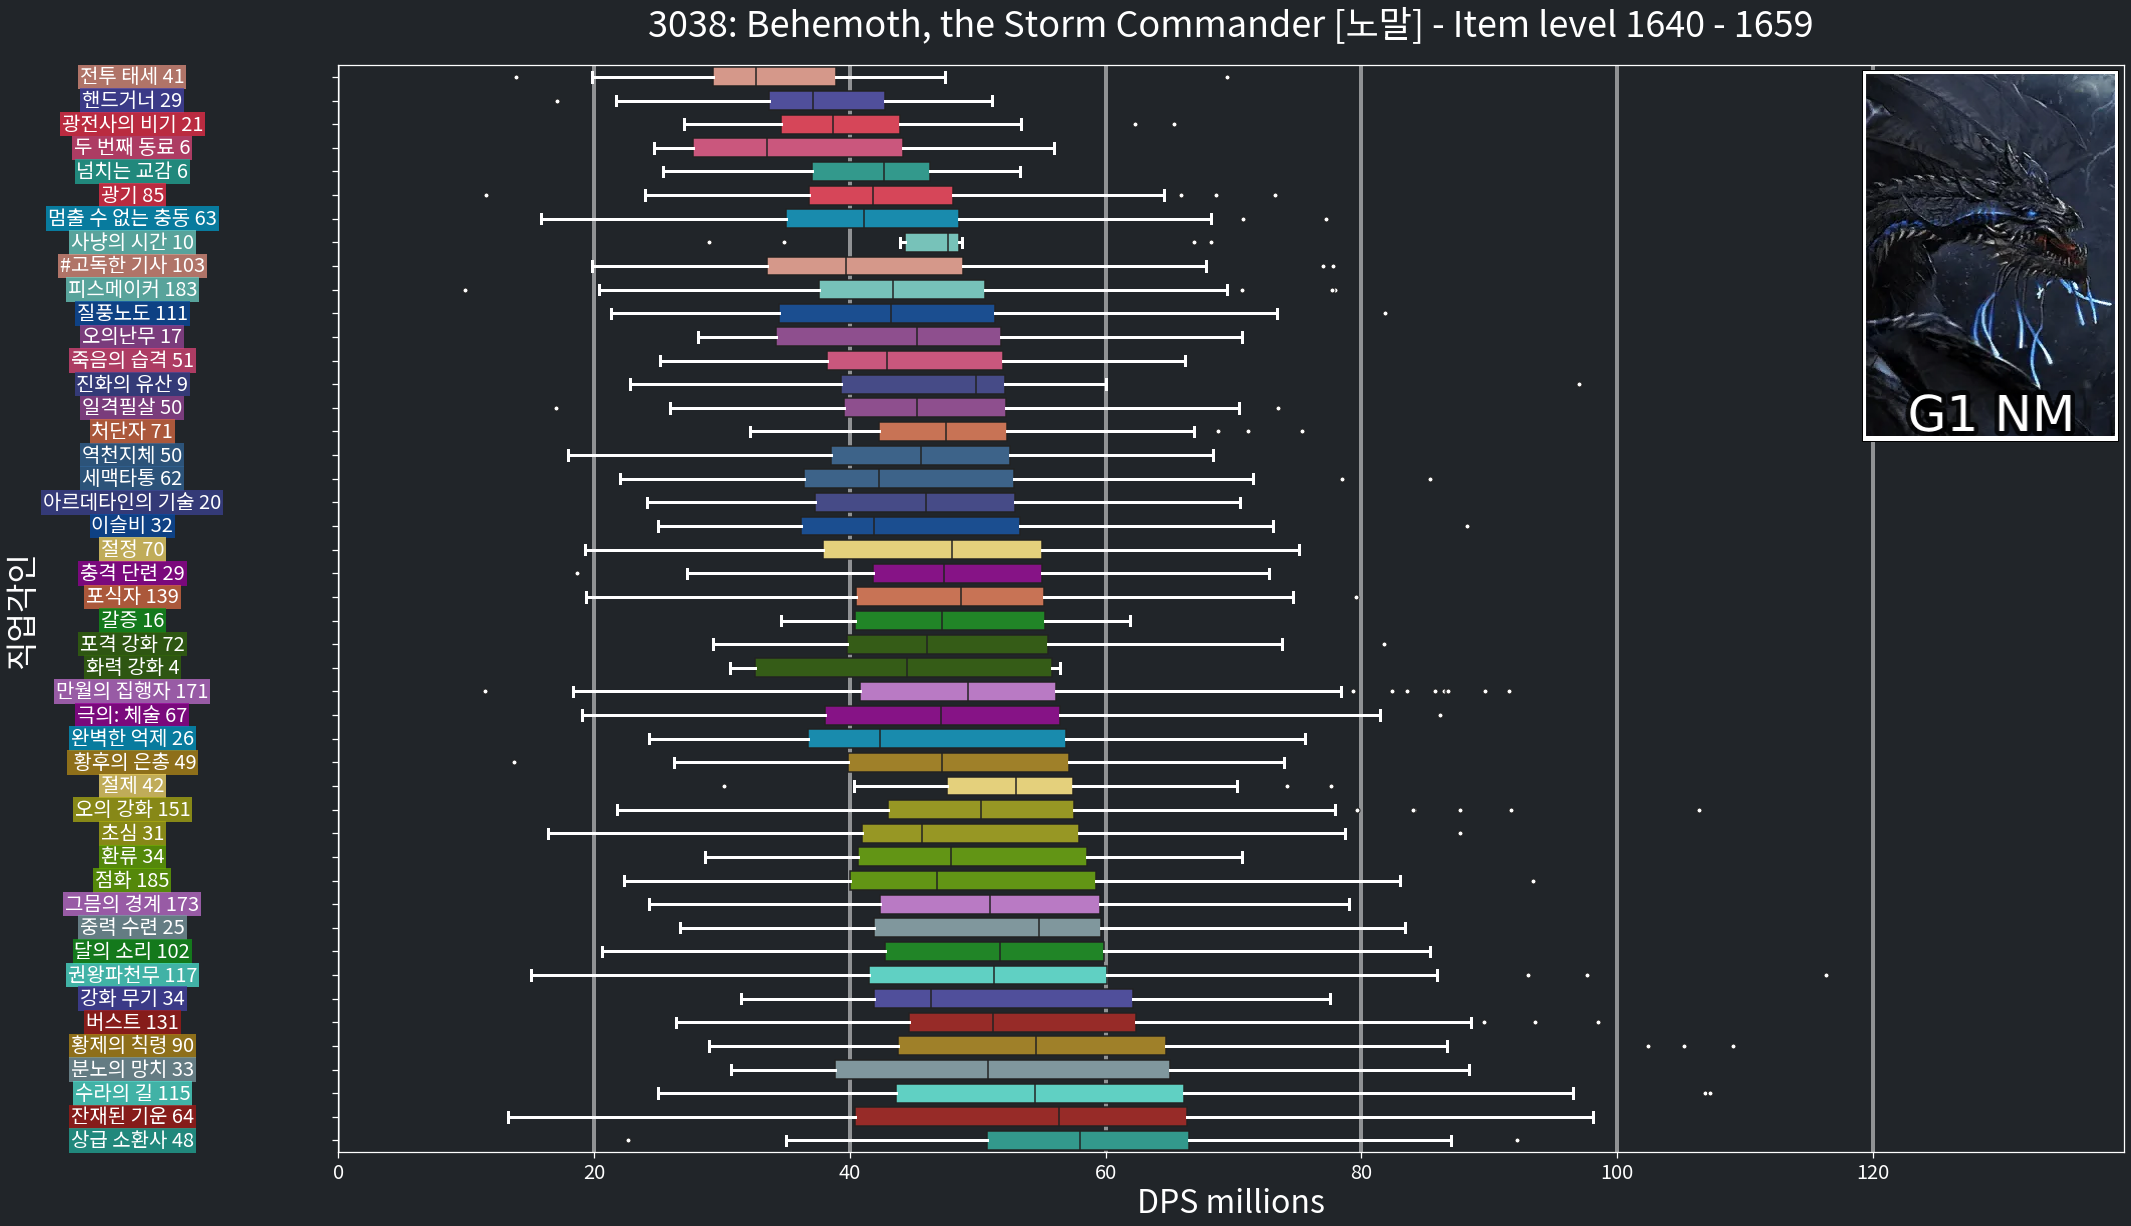 3038: Behemoth, the Storm Commander [노말] - Item level 1640 - 1659
전투 태세 41
핸드거너 29
광전사의 비기 21
두 번째 동료 6
넘치는 교감 6
광기 85
멈출 수 없는 충동 63
사냥의 시간 10
#고독한 기사 103
피스메이커 183
질풍노도 111
오의난무 17
죽음의 습격 51
진화의 유산 9
일격필살 50
처단자 71
역천지체 50
세맥타통 62
아르데타인의 기술 20
이슬비 32
절정 70
충격 단련 29
포식자 139
갈증 16
포격 강화 72
화력 강화 4
만월의 집행자 171
극의: 체술 67
완벽한 억제 26
황후의 은총 49
절제 42
오의 강화 151
초심 31
환류 34
점화 185
그믐의 경계 173
중력 수련 25
달의 소리 102
권왕파천무 117
강화 무기 34
버스트 131
황제의 칙령 90
분노의 망치 33
수라의 길 115
잔재된 기운 64
상급 소환사 48
직업각인
G1 NM
0 20 40 60 80 100 120
DPS millions